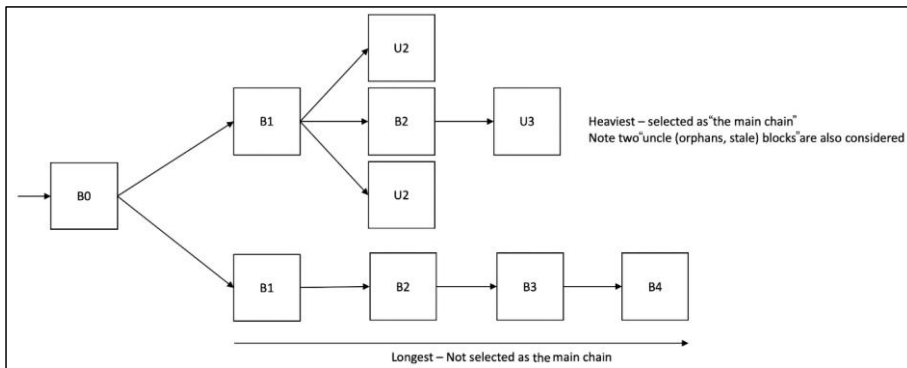 U2
B1
B2
U3
Heaviest – selected as“the main chain”
Note two“uncle (orphans, stale) blocks”are also considered
B0
U2
B1
B2
B3
B4
Longest – Not selected as the main chain